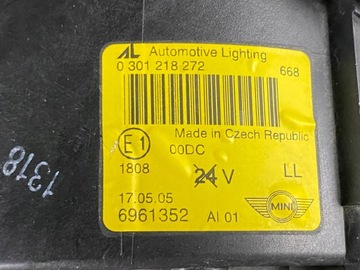 AL Automotive Lighting
0 301 218 272
668
Made in Czech Republic
E1
00DC
1808
24 V
LL
17.05.05
6961352
AI 01
MINI
1318